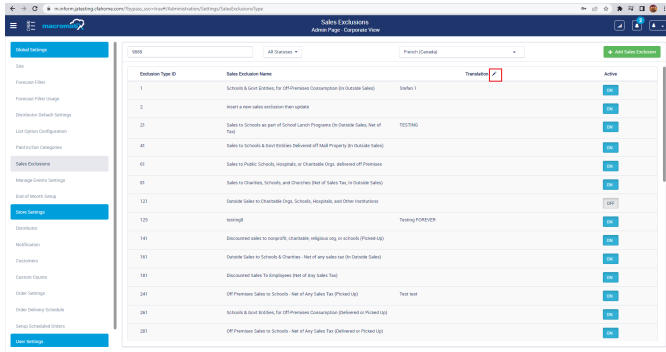 m.inform.jatesting.cfahome.com/?bypass_sso=true#!/Administration/Settings/SalesExclusionsType
macromatix
Sales Exclusions
Admin Page - Corporate View
Global Settings
Site
Forecast Filter
Forecast Filter Usage
Distributor Default Settings
List Option Configuration
Paid In/Out Categories
Sales Exclusions
Manage Events Settings
End of Month Setup
Store Settings
Distributor
Notification
Customers
Custom Counts
Order Settings
Order Delivery Schedule
Setup Scheduled Orders
User Settings
All Statuses
French (Canada)
+ Add Sales Exclusion
Exclusion Type ID Sales Exclusion Name Translation Active
1 Schools & Govt Entities, for Off-Premises Consumption (In Outside Sales) Stefan 1 ON
2 Insert a new sales exclusion then update ON
21 Sales to Schools as part of School Lunch Programs (In Outside Sales, Net of Tax) TESTING ON
41 Sales to Schools & Govt Entities Delivered off Mall Property (In Outside Sales) ON
61 Sales to Public Schools, Hospitals, or Charitable Orgs. delivered off Premises ON
81 Sales to Charities, Schools, and Churches (Net of Sales Tax, In Outside Sales) ON
121 Outside Sales to Charitable Orgs, Schools, Hospitals, and Other Institutions OFF
125 testing8 Testing FOREVER ON
141 Discounted sales to nonprofit, charitable, religious org, or schools (Picked-Up) ON
161 Outside Sales to Schools & Charities - Net of any sales tax (In Outside Sales) ON
181 Discounted Sales To Employees (Net of Any Sales Tax) ON
241 Off Premises Sales to Schools - Net of Any Sales Tax (Picked Up) Test test ON
261 Schools & Govt Entities, for Off-Premises Consumption (Delivered or Picked Up) ON
281 Off Premises Sales to Schools - Net of Any Sales Tax (Delivered or Picked Up) ON